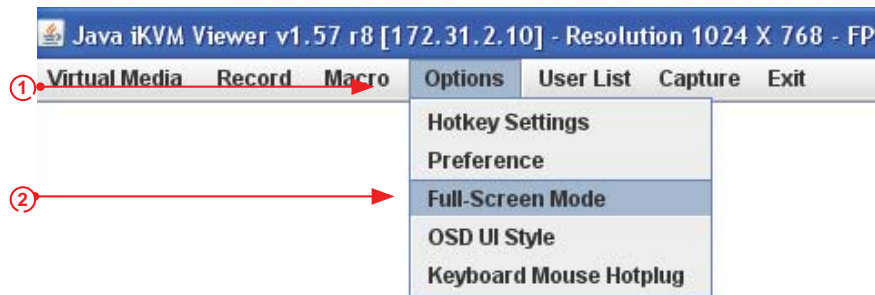 Java iKVM Viewer v1.57 r8 [172.31.2.10] - Resolution 1024 X 768 - FP
1 Virtual Media Record Macro Options User List Capture Exit
Hotkey Settings
Preference
2 Full-Screen Mode
OSD UI Style
Keyboard Mouse Hotplug